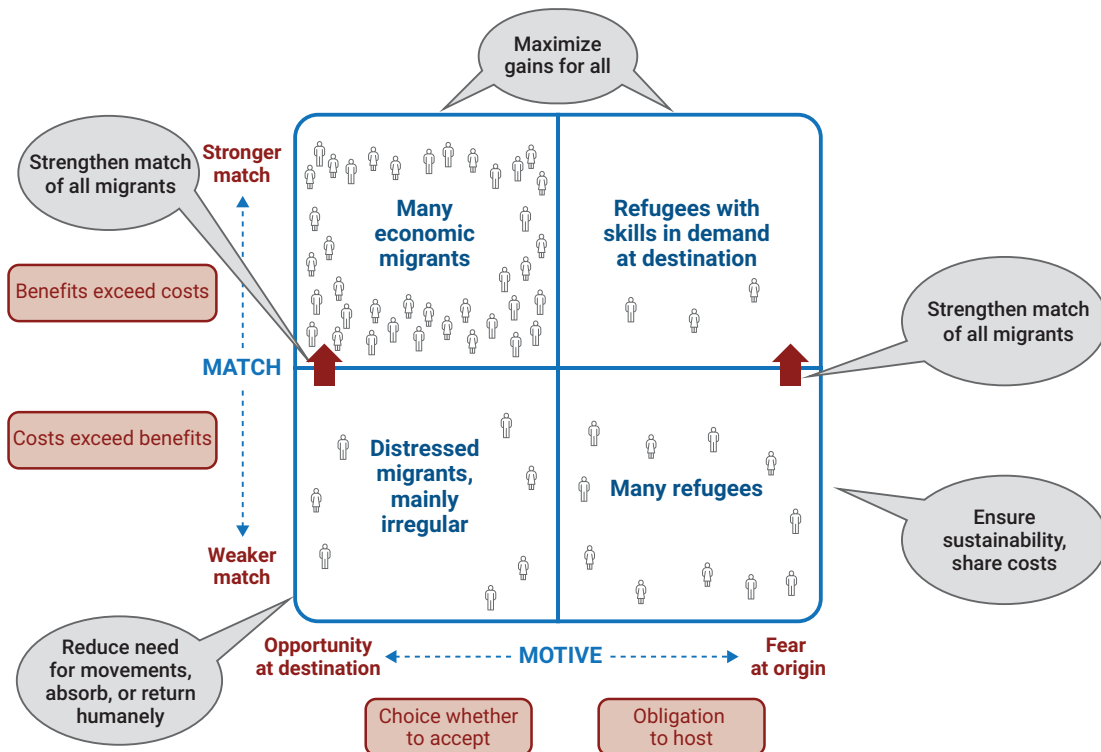 Maximize
gains for all
Strengthen match
of all migrants
Stronger
match
Many
economic
migrants
Refugees with
skills in demand
at destination
Benefits exceed costs
Strengthen match
of all migrants
MATCH
Costs exceed benefits
Distressed
migrants,
mainly
irregular
Many refugees
Ensure
sustainability,
share costs
Weaker
match
Reduce need
for movements,
absorb, or return
humanely
Opportunity
at destination
MOTIVE
Fear
at origin
Choice whether
to accept
Obligation
to host